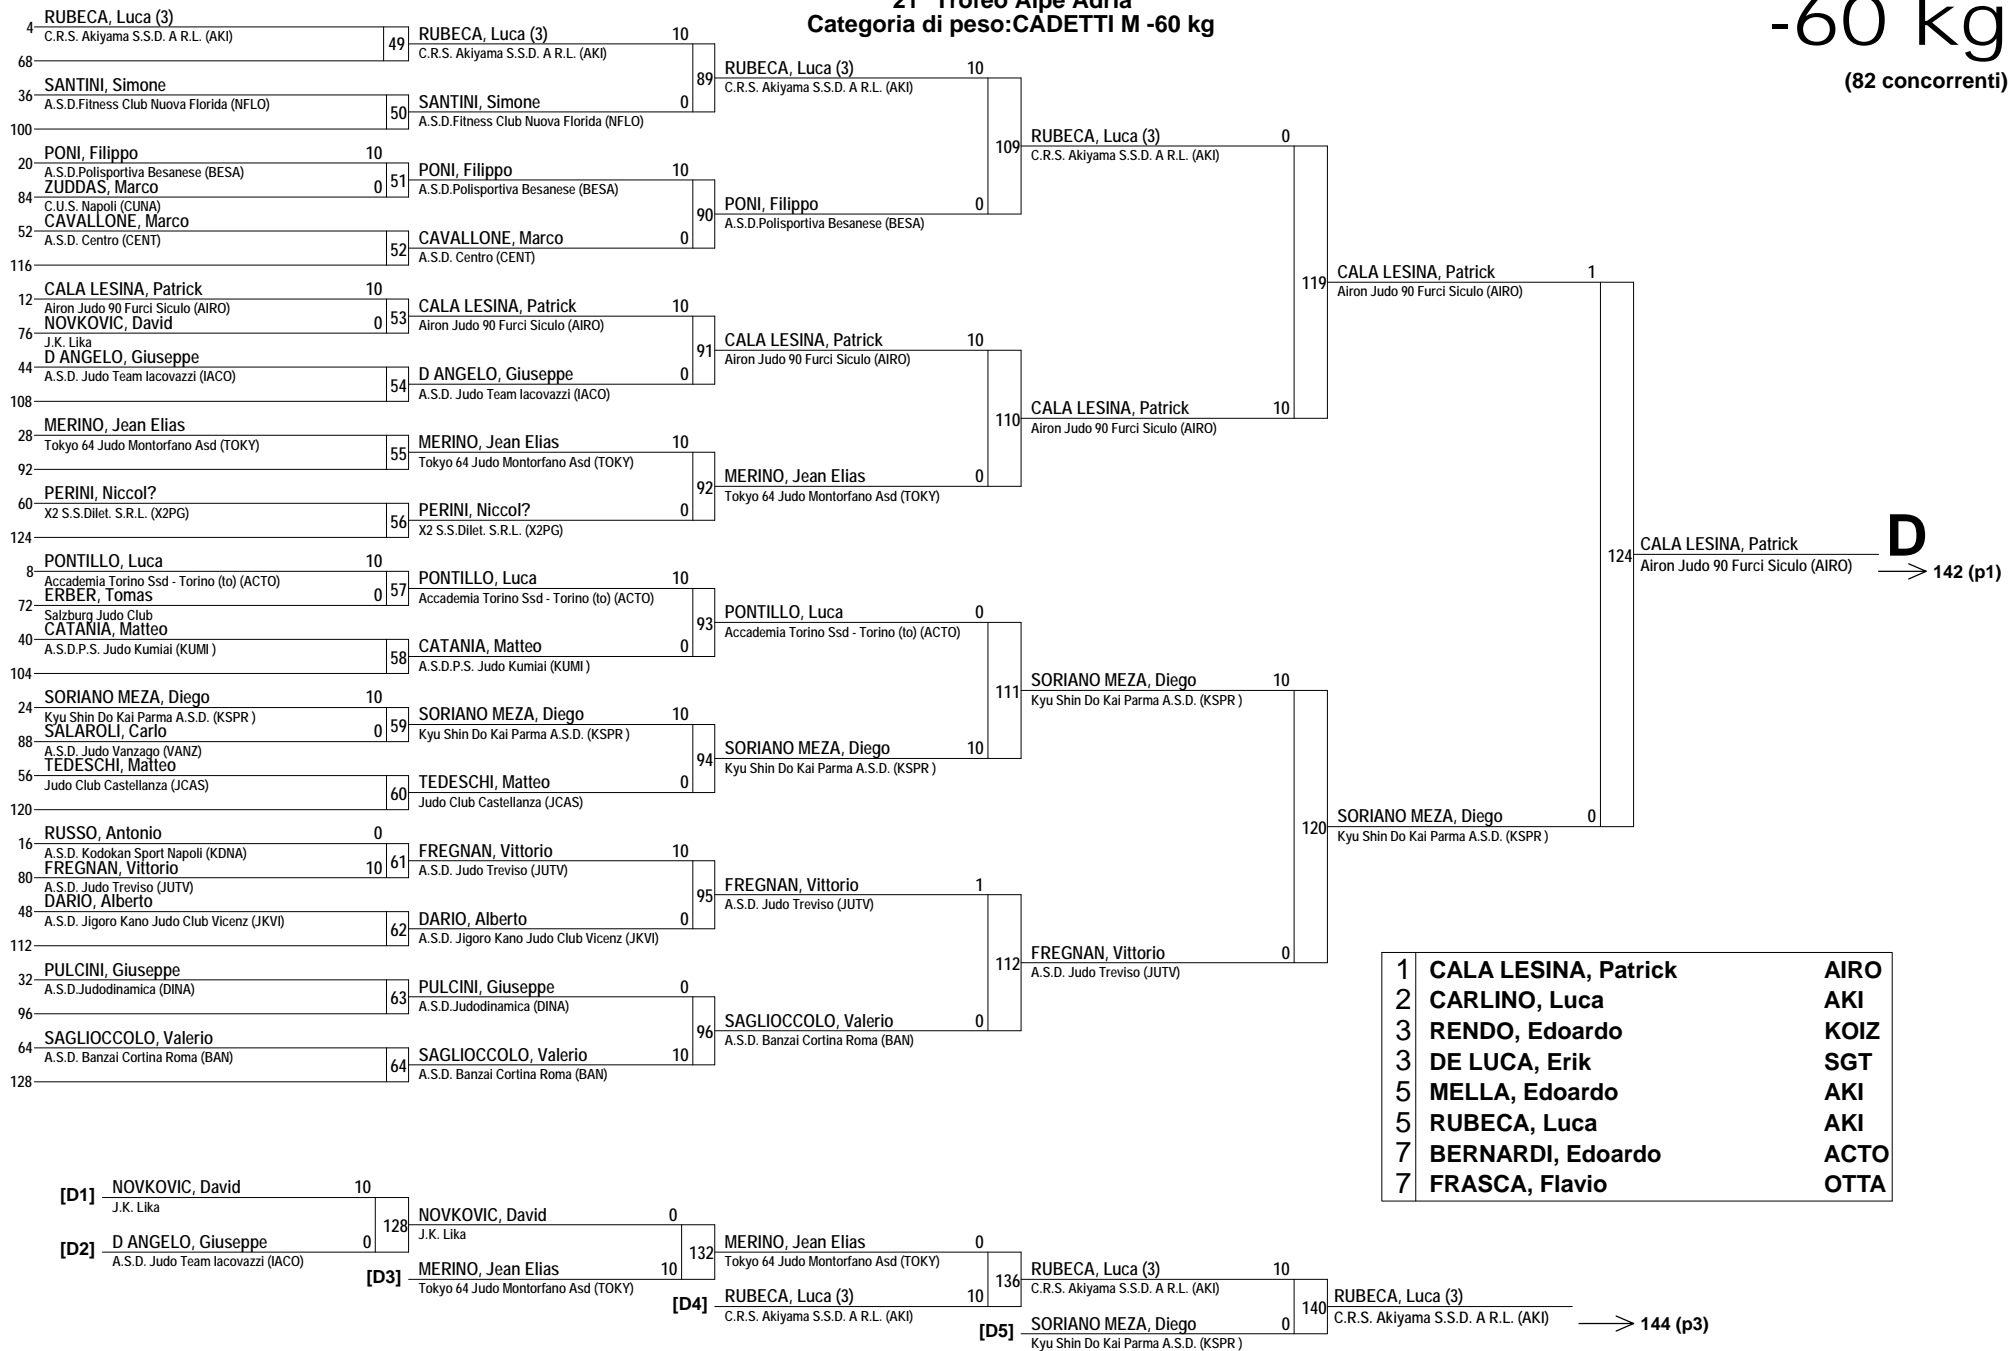 21° Trofeo Alpe Adria
Categoria di peso:CADETTI M -60 kg
-60 kg
(82 concorrenti)
4 RUBECA, Luca (3)
C.R.S. Akiyama S.S.D. A R.L. (AKI)
68
49
36 SANTINI, Simone
A.S.D.Fitness Club Nuova Florida (NFLO)
100
50
20 PONI, Filippo 10
A.S.D.Polisportiva Besanese (BESA)
84 ZUDDAS, Marco 0
C.U.S. Napoli (CUNA)
51
52 CAVALLONE, Marco
A.S.D. Centro (CENT)
116
52
12 CALA LESINA, Patrick 10
Airon Judo 90 Furci Siculo (AIRO)
76 NOVKOVIC, David 0
J.K. Lika
53
44 D ANGELO, Giuseppe
A.S.D. Judo Team Iacovazzi (IACO)
108
54
28 MERINO, Jean Elias
Tokyo 64 Judo Montorfano Asd (TOKY)
92
55
60 PERINI, Niccol?
X2 S.S.Dilet. S.R.L. (X2PG)
124
56
8 PONTILLO, Luca 10
Accademia Torino Ssd - Torino (to) (ACTO)
72 ERBER, Tomas 0
Salzburg Judo Club
57
40 CATANIA, Matteo
A.S.D.P.S. Judo Kumiai (KUMI )
104
58
24 SORIANO MEZA, Diego 10
Kyu Shin Do Kai Parma A.S.D. (KSPR )
88 SALAROLI, Carlo 0
A.S.D. Judo Vanzago (VANZ)
59
56 TEDESCHI, Matteo
Judo Club Castellanza (JCAS)
120
60
16 RUSSO, Antonio 0
A.S.D. Kodokan Sport Napoli (KDNA)
80 FREGNAN, Vittorio 10
A.S.D. Judo Treviso (JUTV)
61
48 DARIO, Alberto
A.S.D. Jigoro Kano Judo Club Vicenz (JKVI)
112
62
32 PULCINI, Giuseppe
A.S.D.Judodinamica (DINA)
96
63
64 SAGLIOCCOLO, Valerio
A.S.D. Banzai Cortina Roma (BAN)
128
64
RUBECA, Luca (3) 10
C.R.S. Akiyama S.S.D. A R.L. (AKI)
89
SANTINI, Simone 0
A.S.D.Fitness Club Nuova Florida (NFLO)
PONI, Filippo 10
A.S.D.Polisportiva Besanese (BESA)
90
CAVALLONE, Marco 0
A.S.D. Centro (CENT)
CALA LESINA, Patrick 10
Airon Judo 90 Furci Siculo (AIRO)
91
D ANGELO, Giuseppe 0
A.S.D. Judo Team Iacovazzi (IACO)
MERINO, Jean Elias 10
Tokyo 64 Judo Montorfano Asd (TOKY)
92
PERINI, Niccol? 0
X2 S.S.Dilet. S.R.L. (X2PG)
PONTILLO, Luca 10
Accademia Torino Ssd - Torino (to) (ACTO)
93
CATANIA, Matteo 0
A.S.D.P.S. Judo Kumiai (KUMI )
SORIANO MEZA, Diego 10
Kyu Shin Do Kai Parma A.S.D. (KSPR )
94
TEDESCHI, Matteo 0
Judo Club Castellanza (JCAS)
FREGNAN, Vittorio 10
A.S.D. Judo Treviso (JUTV)
95
DARIO, Alberto 0
A.S.D. Jigoro Kano Judo Club Vicenz (JKVI)
PULCINI, Giuseppe 0
A.S.D.Judodinamica (DINA)
96
SAGLIOCCOLO, Valerio 10
A.S.D. Banzai Cortina Roma (BAN)
RUBECA, Luca (3) 10
C.R.S. Akiyama S.S.D. A R.L. (AKI)
109
PONI, Filippo 0
A.S.D.Polisportiva Besanese (BESA)
CALA LESINA, Patrick 10
Airon Judo 90 Furci Siculo (AIRO)
110
MERINO, Jean Elias 0
Tokyo 64 Judo Montorfano Asd (TOKY)
PONTILLO, Luca 0
Accademia Torino Ssd - Torino (to) (ACTO)
111
SORIANO MEZA, Diego 10
Kyu Shin Do Kai Parma A.S.D. (KSPR )
FREGNAN, Vittorio 1
A.S.D. Judo Treviso (JUTV)
112
SAGLIOCCOLO, Valerio 0
A.S.D. Banzai Cortina Roma (BAN)
RUBECA, Luca (3) 0
C.R.S. Akiyama S.S.D. A R.L. (AKI)
119
CALA LESINA, Patrick 10
Airon Judo 90 Furci Siculo (AIRO)
SORIANO MEZA, Diego 10
Kyu Shin Do Kai Parma A.S.D. (KSPR )
120
FREGNAN, Vittorio 0
A.S.D. Judo Treviso (JUTV)
CALA LESINA, Patrick 1
Airon Judo 90 Furci Siculo (AIRO)
124
SORIANO MEZA, Diego 0
Kyu Shin Do Kai Parma A.S.D. (KSPR )
CALA LESINA, Patrick
Airon Judo 90 Furci Siculo (AIRO)
D
142 (p1)
1 CALA LESINA, Patrick AIRO
2 CARLINO, Luca AKI
3 RENDO, Edoardo KOIZ
3 DE LUCA, Erik SGT
5 MELLA, Edoardo AKI
5 RUBECA, Luca AKI
7 BERNARDI, Edoardo ACTO
7 FRASCA, Flavio OTTA
[D1] NOVKOVIC, David 10
J.K. Lika
128
[D2] D ANGELO, Giuseppe 0
A.S.D. Judo Team Iacovazzi (IACO)
NOVKOVIC, David 0
J.K. Lika
132
[D3] MERINO, Jean Elias 10
Tokyo 64 Judo Montorfano Asd (TOKY)
MERINO, Jean Elias 0
Tokyo 64 Judo Montorfano Asd (TOKY)
136
[D4] RUBECA, Luca (3) 10
C.R.S. Akiyama S.S.D. A R.L. (AKI)
RUBECA, Luca (3) 10
C.R.S. Akiyama S.S.D. A R.L. (AKI)
140
[D5] SORIANO MEZA, Diego 0
Kyu Shin Do Kai Parma A.S.D. (KSPR )
RUBECA, Luca (3)
C.R.S. Akiyama S.S.D. A R.L. (AKI)
144 (p3)